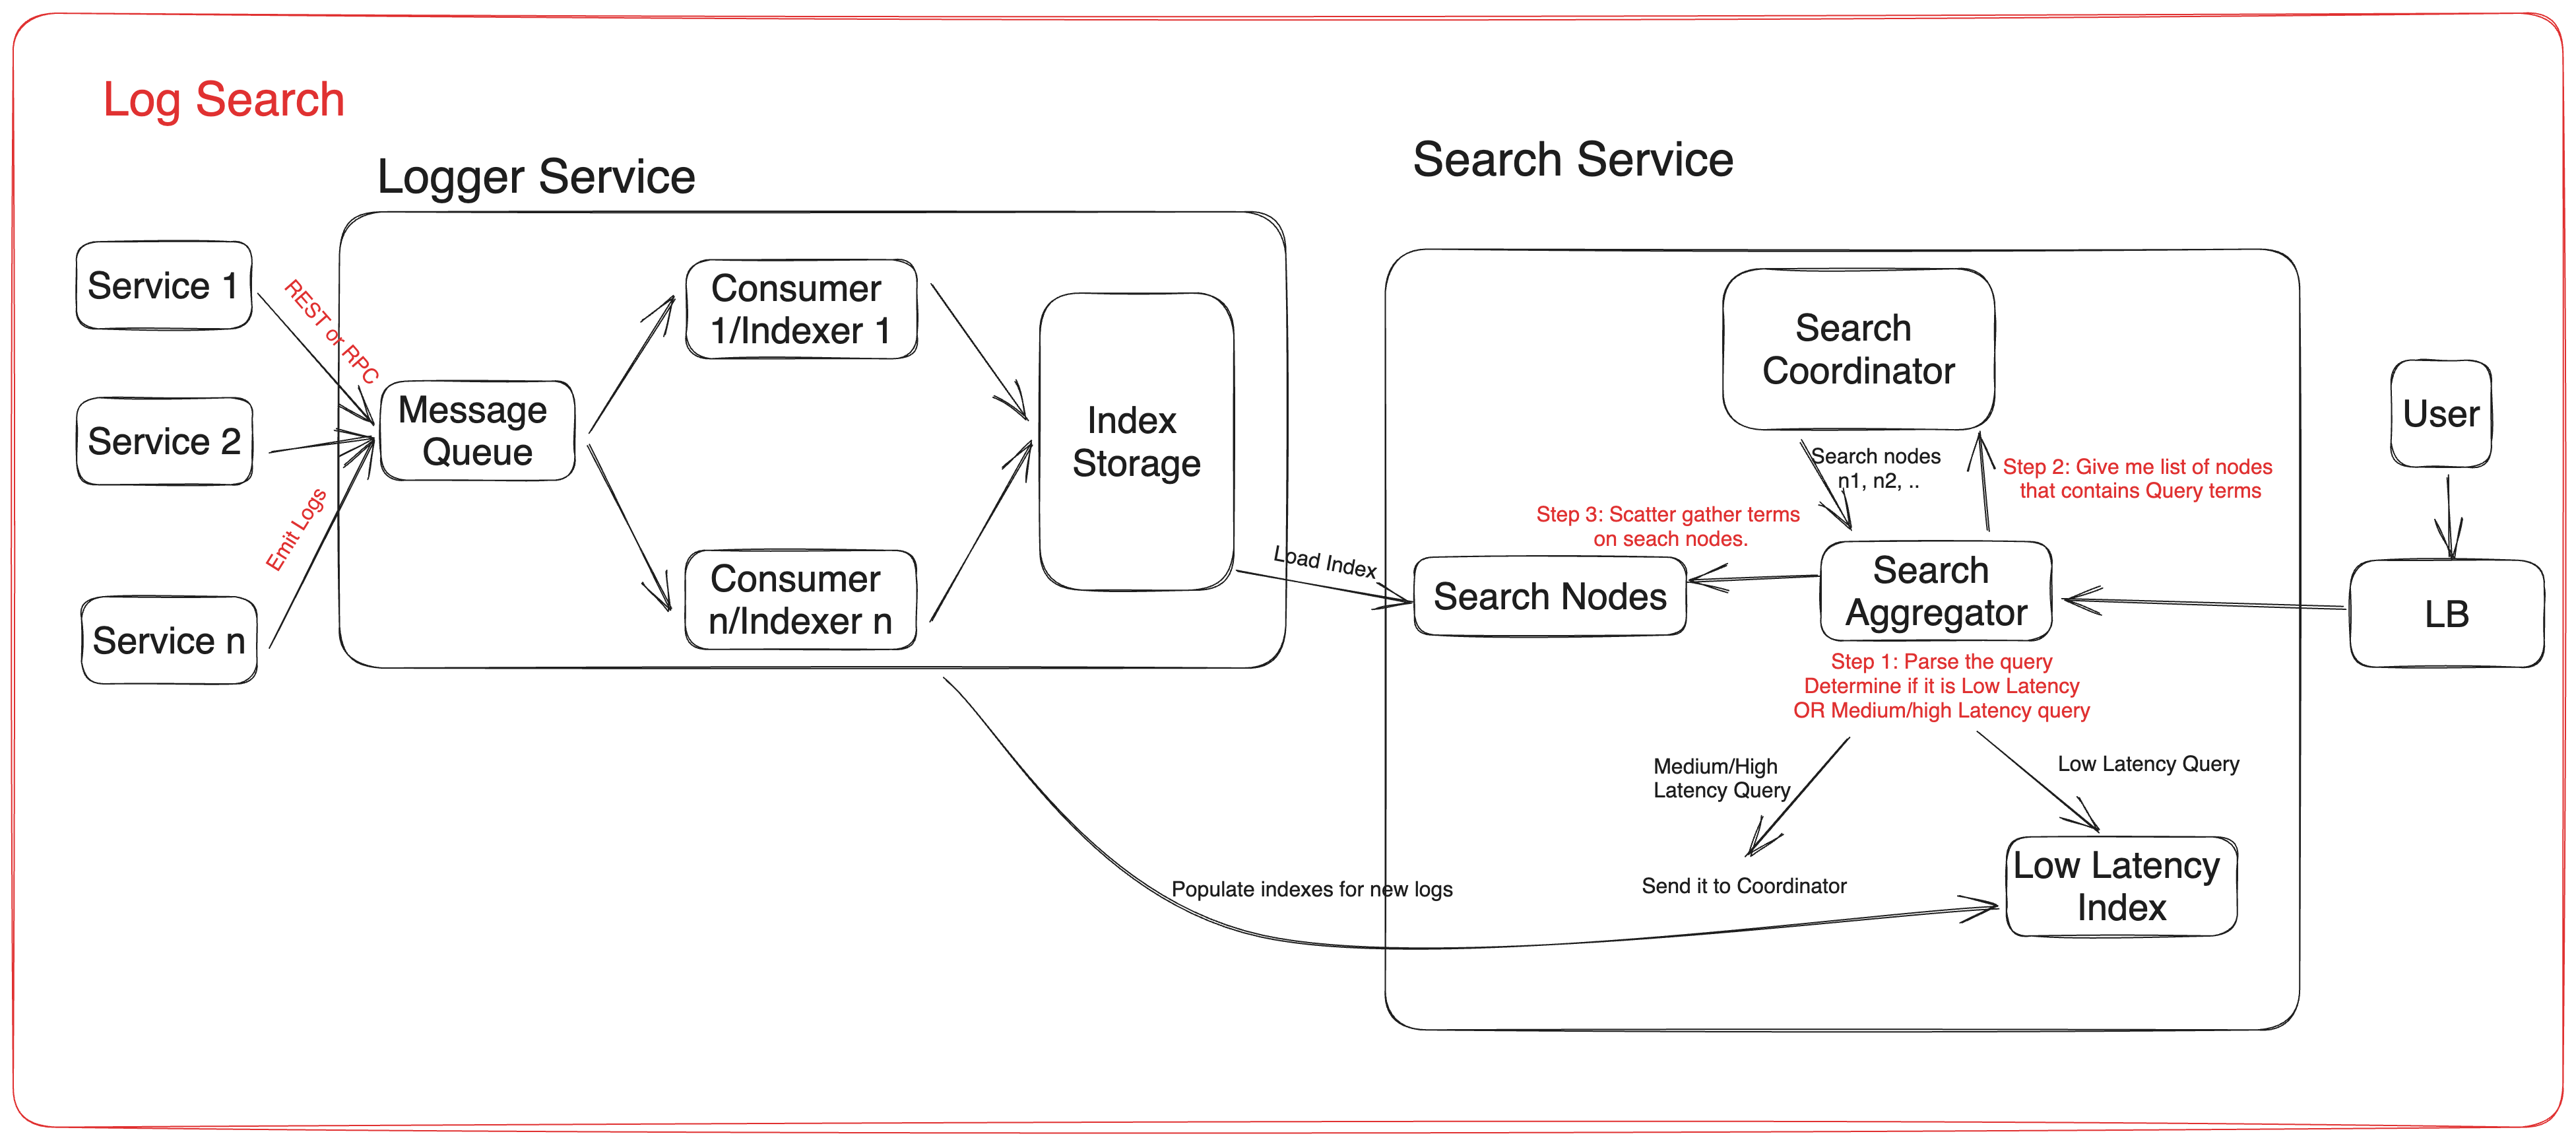 Log Search
Logger Service
Search Service
Service 1
Service 2
Service n
REST or RPC
Emit Logs
Message
Queue
Consumer
1/Indexer 1
Consumer
n/Indexer n
Index
Storage
Load Index
Populate indexes for new logs
Search
Coordinator
Search nodes
n1, n2, ..
Step 2: Give me list of nodes
that contains Query terms
Step 3: Scatter gather terms
on seach nodes.
Search Nodes
Search
Aggregator
Step 1: Parse the query
Determine if it is Low Latency
OR Medium/high Latency query
Medium/High
Latency Query
Low Latency Query
Send it to Coordinator
Low Latency
Index
User
LB